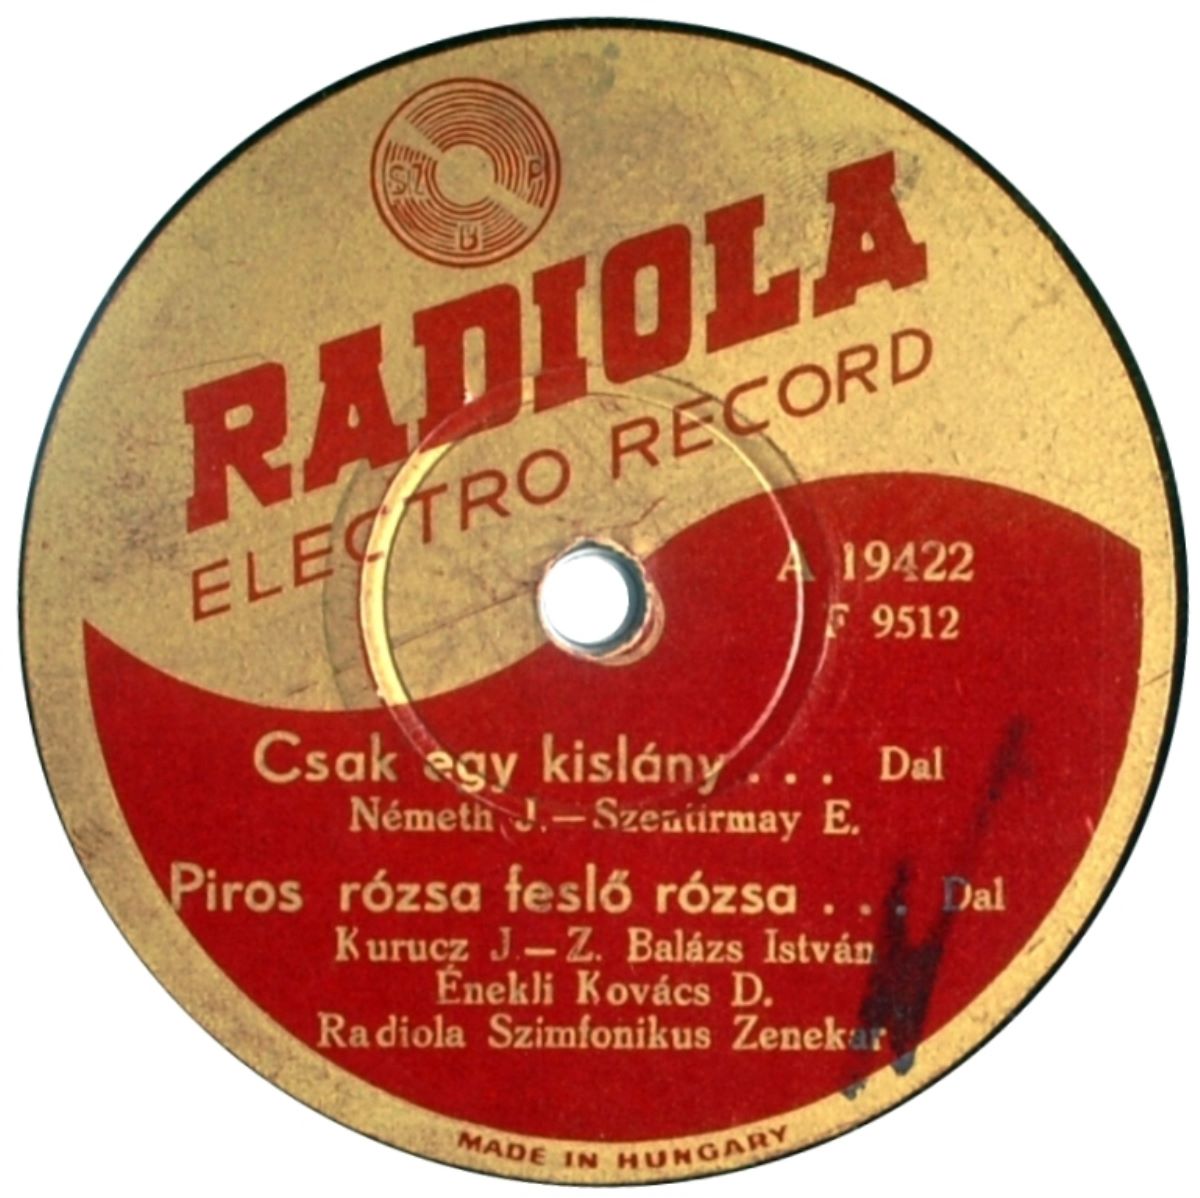 SZ B P
RADIOLA
ELECTRO RECORD
A 19422
F 9512
Csak egy kislány . . . Dal
Németh J.—Szentirmay E.
Piros rózsa feslő rózsa . . . Dal
Kurucz J.—Z. Balázs István
Énekli Kovács D.
Radiola Szimfonikus Zenekar
MADE IN HUNGARY